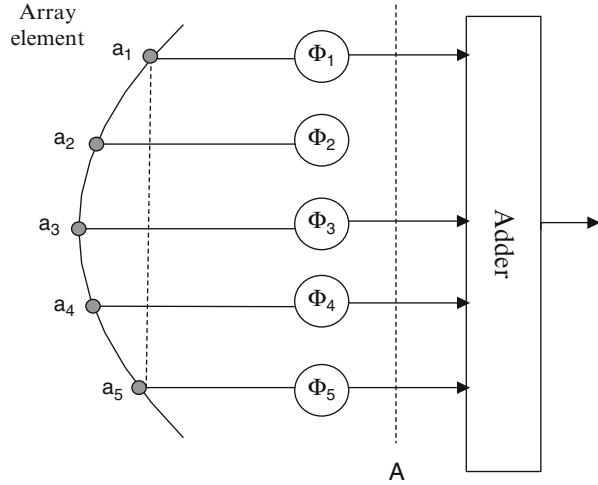 Array
element
a1
Φ1
a2
Φ2
a3
Φ3
Adder
a4
Φ4
a5
Φ5
A